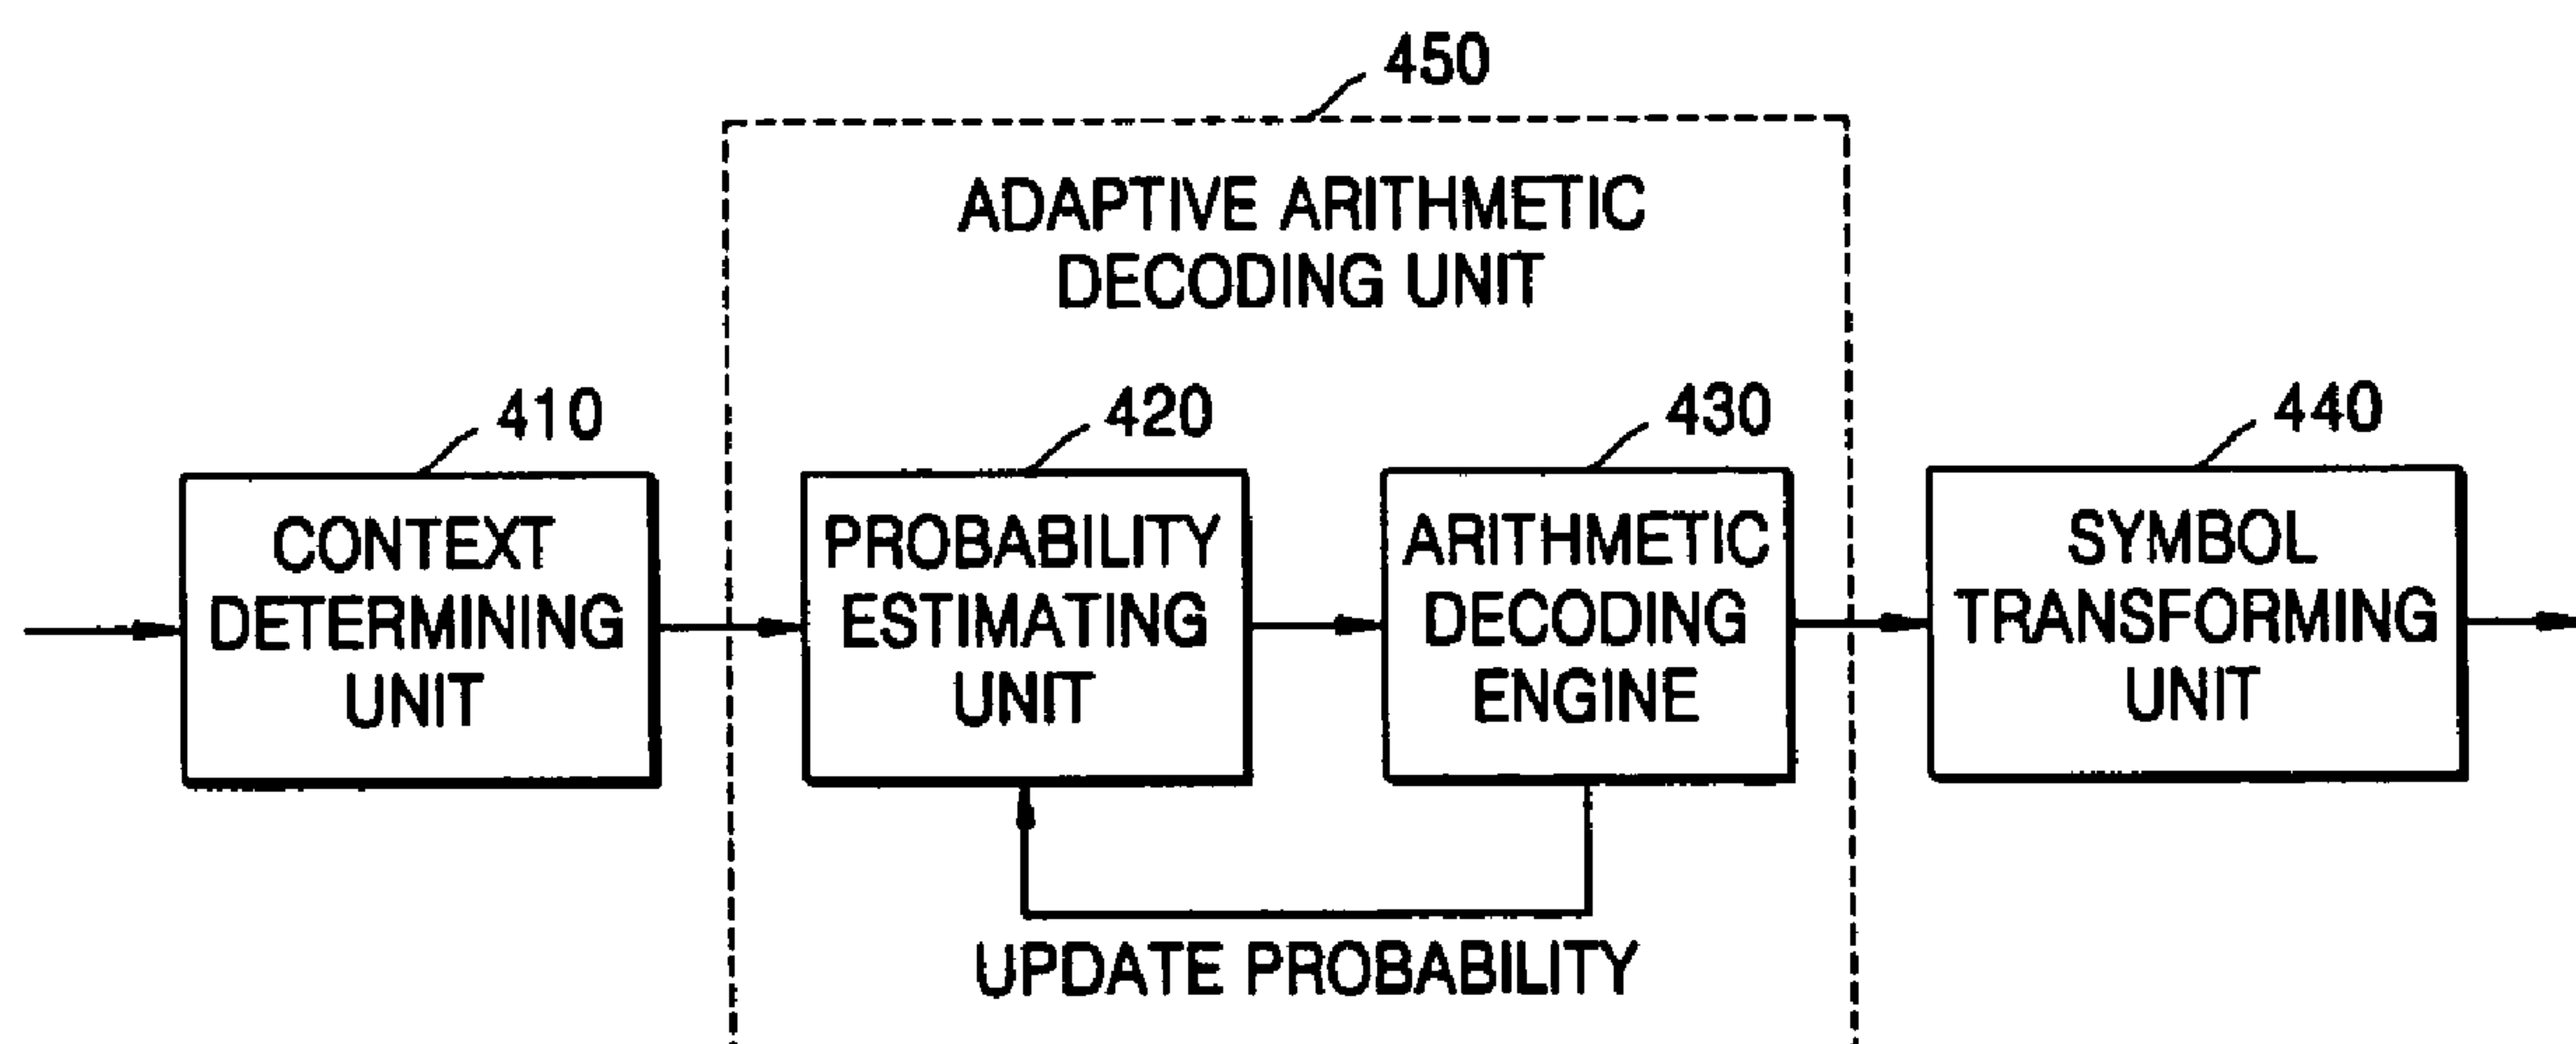 450
ADAPTIVE ARITHMETIC
DECODING UNIT
410
420
430
440
CONTEXT
DETERMINING
UNIT
PROBABILITY
ESTIMATING
UNIT
ARITHMETIC
DECODING
ENGINE
SYMBOL
TRANSFORMING
UNIT
UPDATE PROBABILITY